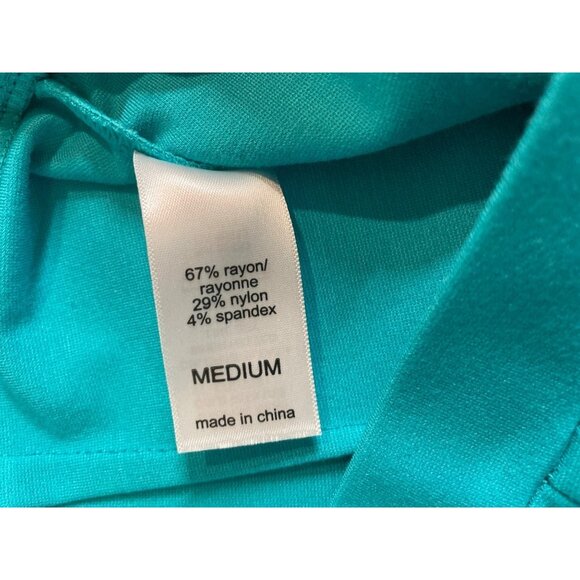 67% rayon/
rayonne
29% nylon
4% spandex
MEDIUM
made in china